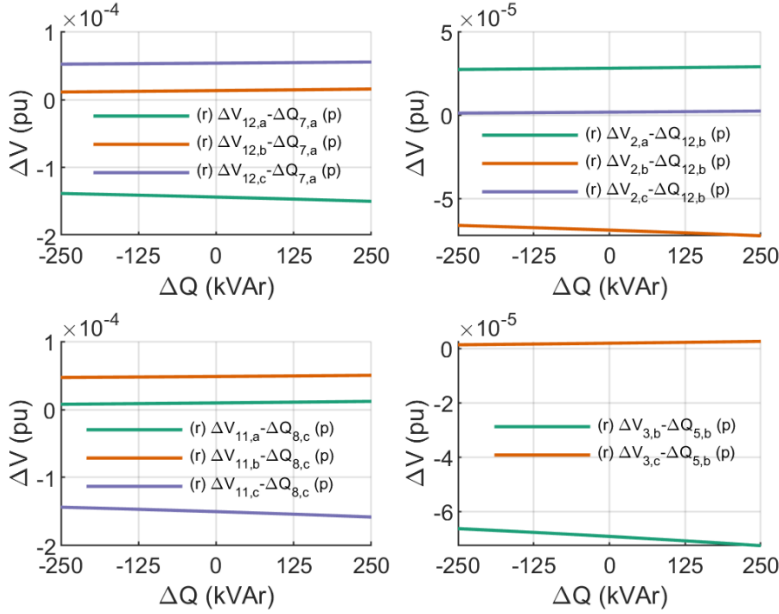 ×10⁻⁴
1
0
-1
-2
ΔV (pu)
(r) ΔV₁₂,ₐ-ΔQ₇,ₐ (p)
(r) ΔV₁₂,b-ΔQ₇,ₐ (p)
(r) ΔV₁₂,c-ΔQ₇,ₐ (p)
-250 -125 0 125 250
ΔQ (kVAr)
×10⁻⁵
5
0
-5
ΔV (pu)
(r) ΔV₂,ₐ-ΔQ₁₂,b (p)
(r) ΔV₂,b-ΔQ₁₂,b (p)
(r) ΔV₂,c-ΔQ₁₂,b (p)
-250 -125 0 125 250
ΔQ (kVAr)
×10⁻⁴
1
0
-1
-2
ΔV (pu)
(r) ΔV₁₁,ₐ-ΔQ₈,c (p)
(r) ΔV₁₁,b-ΔQ₈,c (p)
(r) ΔV₁₁,c-ΔQ₈,c (p)
-250 -125 0 125 250
ΔQ (kVAr)
×10⁻⁵
0
-2
-4
-6
ΔV (pu)
(r) ΔV₃,b-ΔQ₅,b (p)
(r) ΔV₃,c-ΔQ₅,b (p)
-250 -125 0 125 250
ΔQ (kVAr)